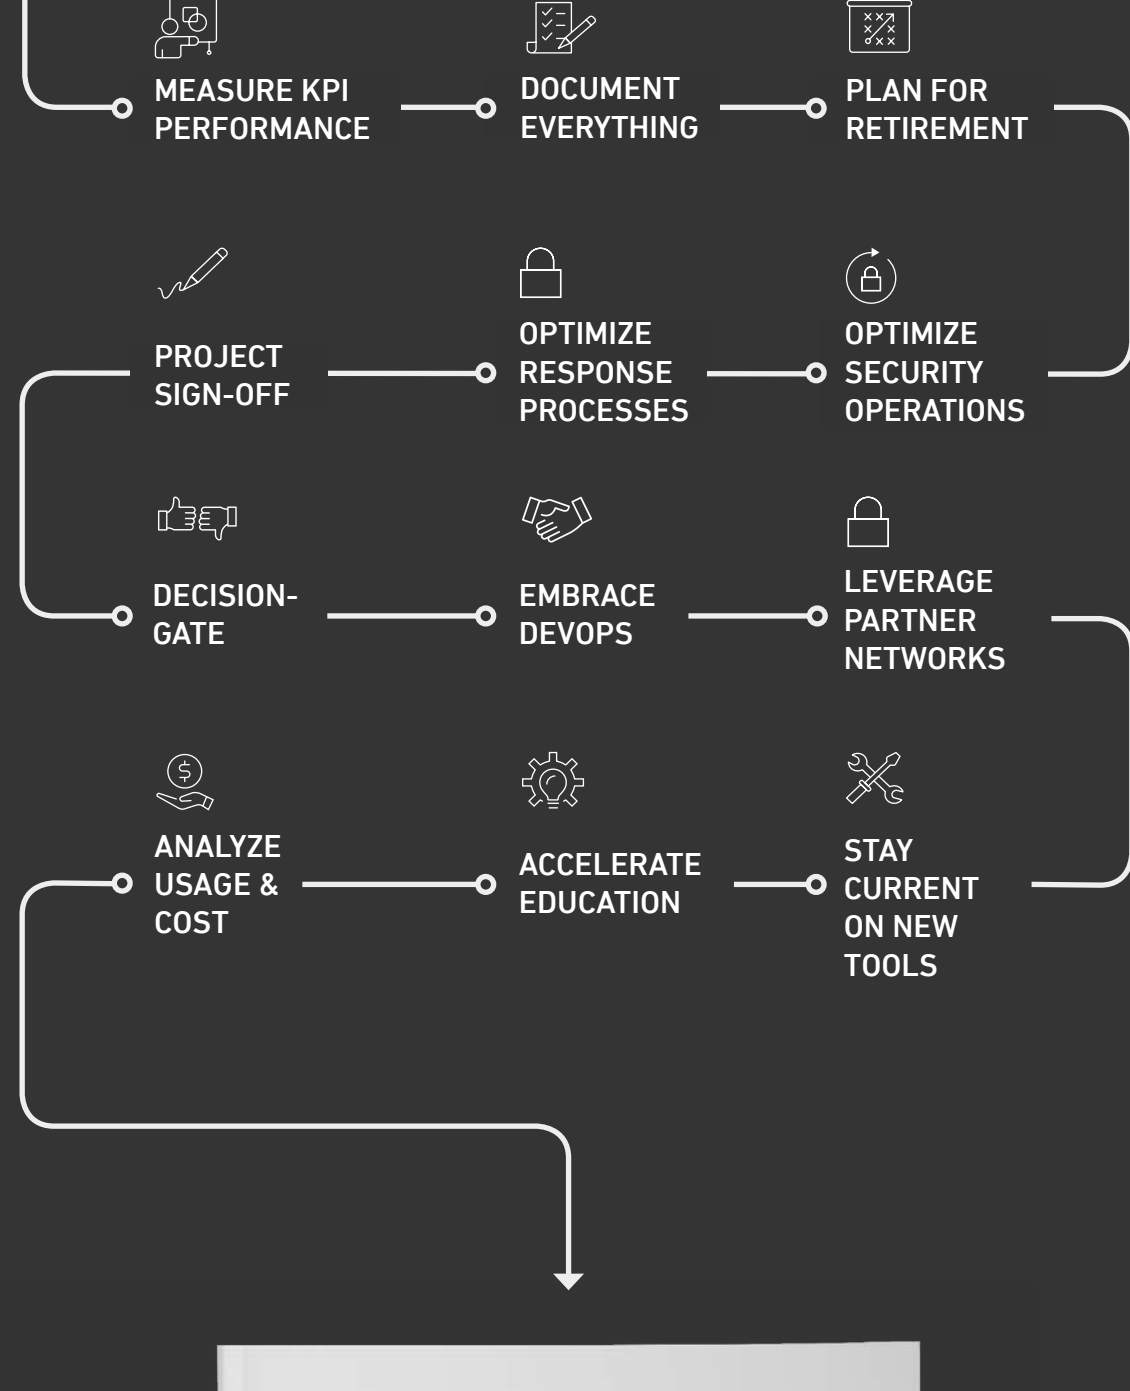 MEASURE KPI
PERFORMANCE
DOCUMENT
EVERYTHING
PLAN FOR
RETIREMENT
PROJECT
SIGN-OFF
OPTIMIZE
RESPONSE
PROCESSES
OPTIMIZE
SECURITY
OPERATIONS
DECISION-
GATE
EMBRACE
DEVOPS
LEVERAGE
PARTNER
NETWORKS
ANALYZE
USAGE &
COST
ACCELERATE
EDUCATION
STAY
CURRENT
ON NEW
TOOLS